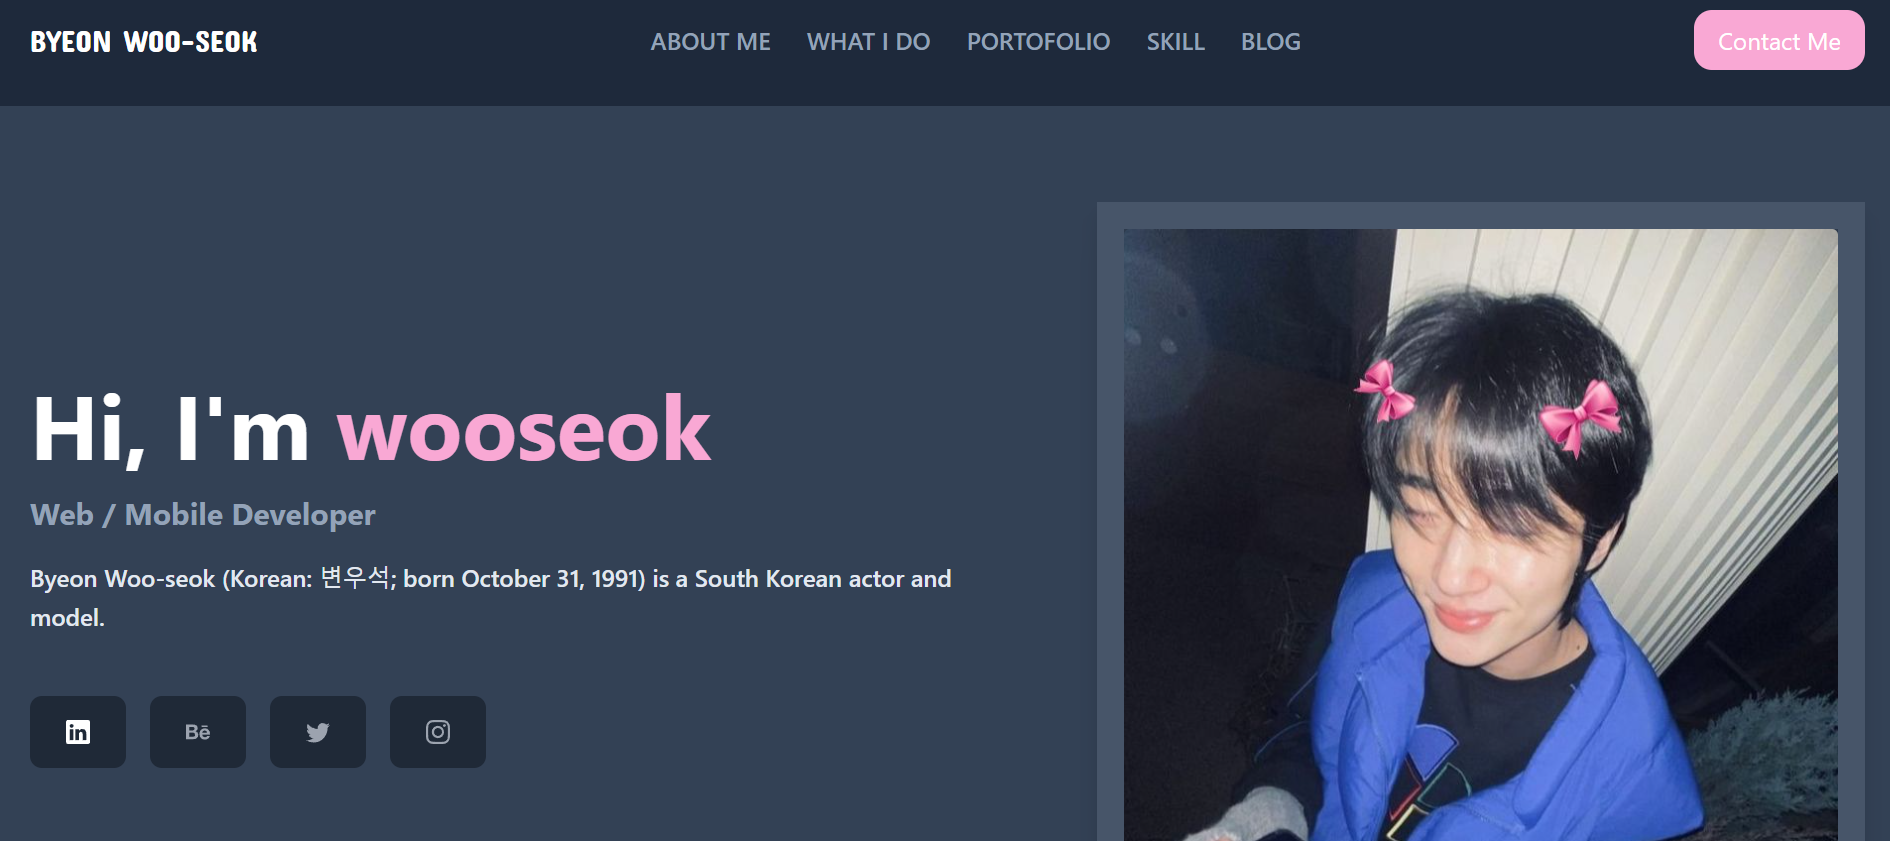 BYEON WOO-SEOK
ABOUT ME
WHAT I DO
PORTOFOLIO
SKILL
BLOG
Contact Me
Hi, I'm wooseok
Web / Mobile Developer
Byeon Woo-seok (Korean: 변우석; born October 31, 1991) is a South Korean actor and
model.
in
Bē